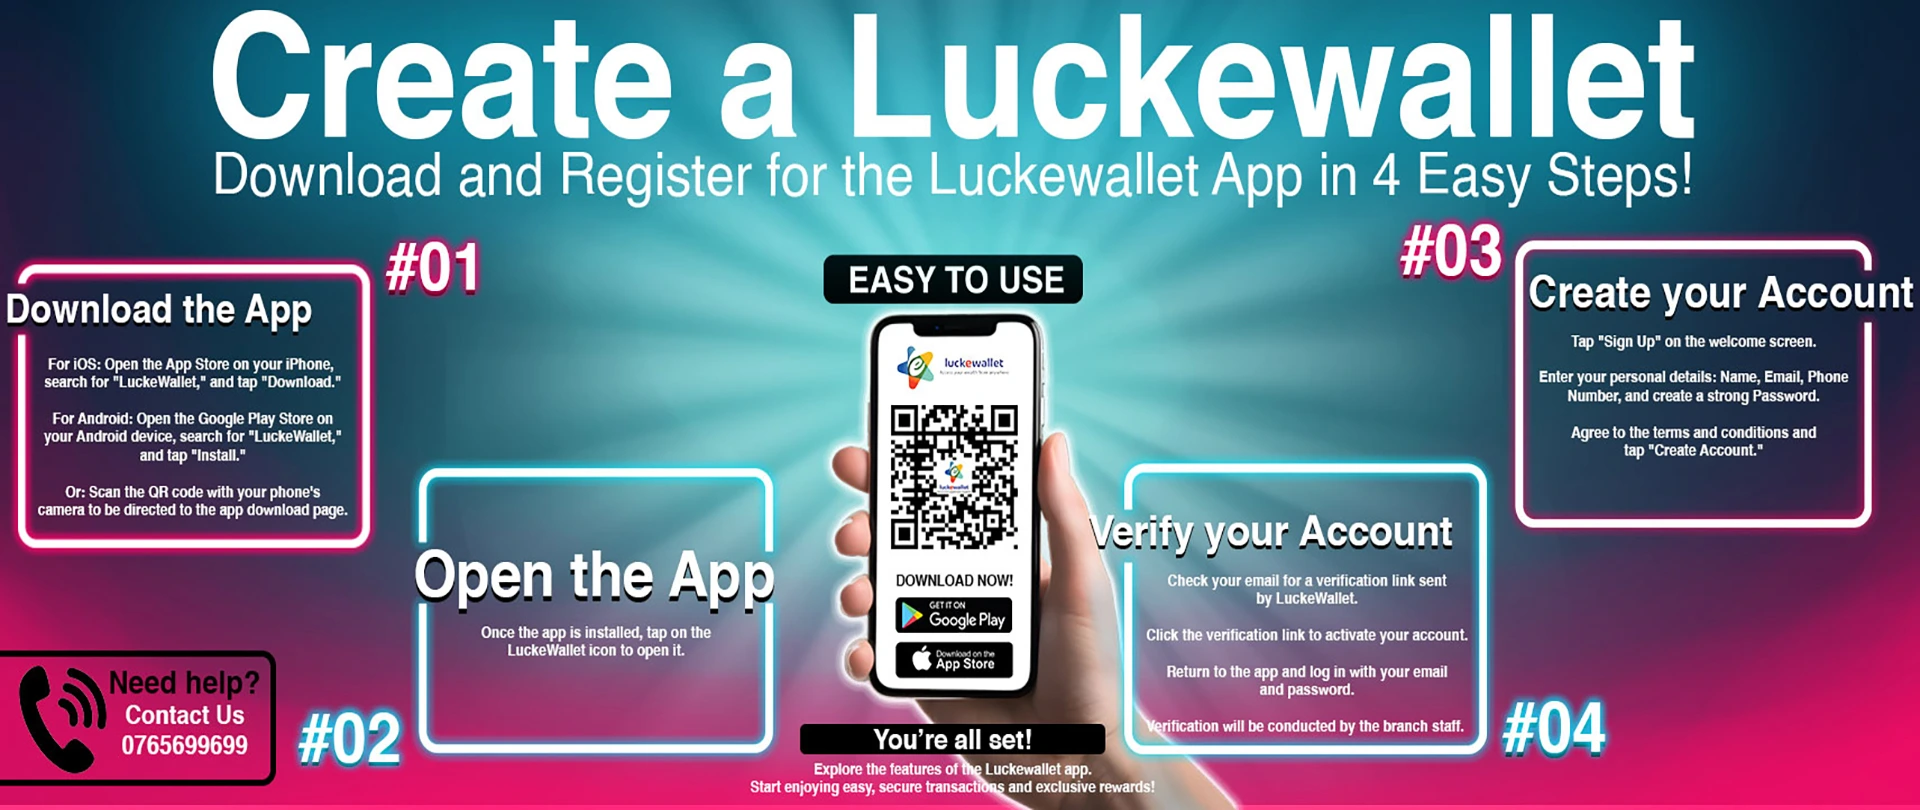 Create a Luckewallet
Download and Register for the Luckewallet App in 4 Easy Steps!
#01
Download the App
For iOS: Open the App Store on your iPhone,
search for "LuckeWallet," and tap "Download."
For Android: Open the Google Play Store on
your Android device, search for "LuckeWallet,"
and tap "Install."
Or: Scan the QR code with your phone's
camera to be directed to the app download page.
#02
Open the App
Once the app is installed, tap on the
LuckeWallet icon to open it.
EASY TO USE
luckewallet
luckewallet
DOWNLOAD NOW!
GET IT ON
Google Play
Download on the
App Store
#03
Create your Account
Tap "Sign Up" on the welcome screen.
Enter your personal details: Name, Email, Phone
Number, and create a strong Password.
Agree to the terms and conditions and
tap "Create Account."
#04
Verify your Account
Check your email for a verification link sent
by LuckeWallet.
Click the verification link to activate your account.
Return to the app and log in with your email
and password.
Verification will be conducted by the branch staff.
You're all set!
Explore the features of the Luckewallet app.
Start enjoying easy, secure transactions and exclusive rewards!
Need help?
Contact Us
0765699699